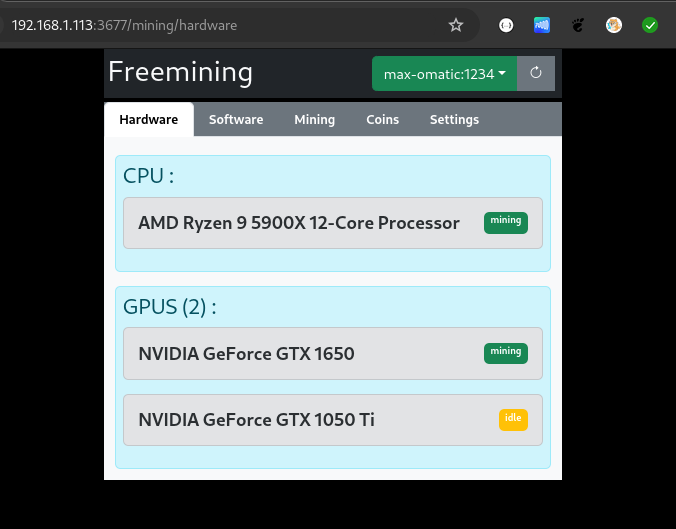 192.168.1.113:3677/mining/hardware
Freemining
max-omatic:1234
Hardware Software Mining Coins Settings
CPU :
AMD Ryzen 9 5900X 12-Core Processor mining
GPUS (2) :
NVIDIA GeForce GTX 1650 mining
NVIDIA GeForce GTX 1050 Ti idle